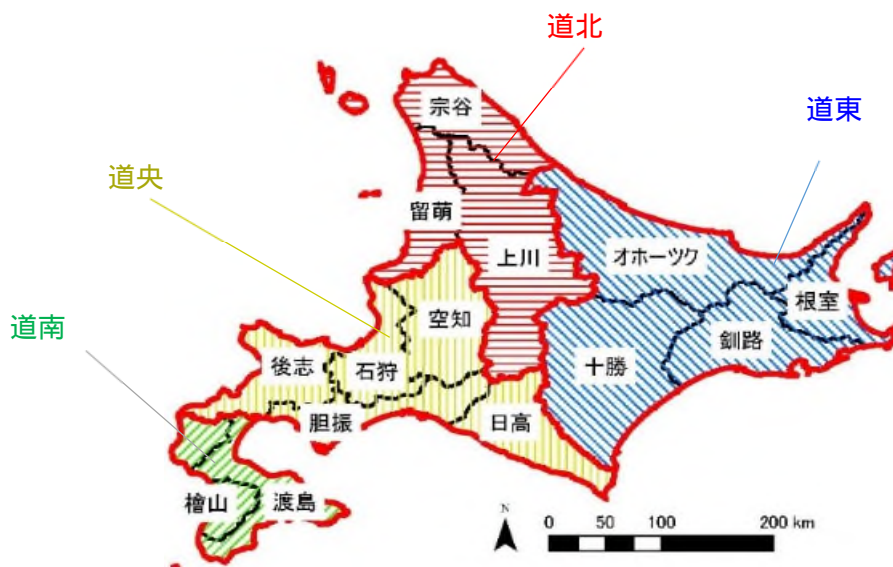 道北
道東
宗谷
道央
留萌
上川
オホーツク
根室
空知
釧路
道南
後志
石狩
十勝
胆振
日高
檜山
渡島
N
0 50 100 200 km